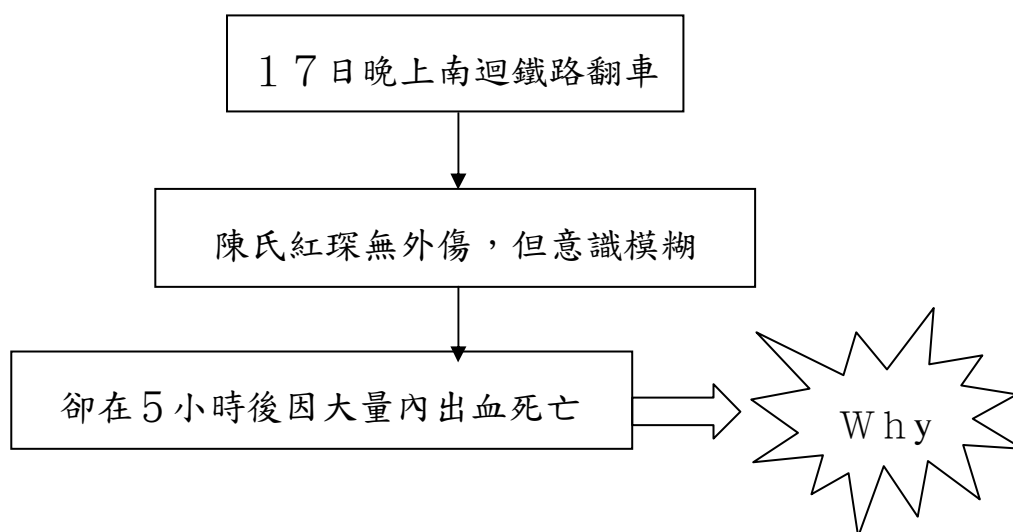 １７日晚上南迴鐵路翻車
陳氏紅琛無外傷，但意識模糊
卻在５小時後因大量內出血死亡
Ｗｈｙ